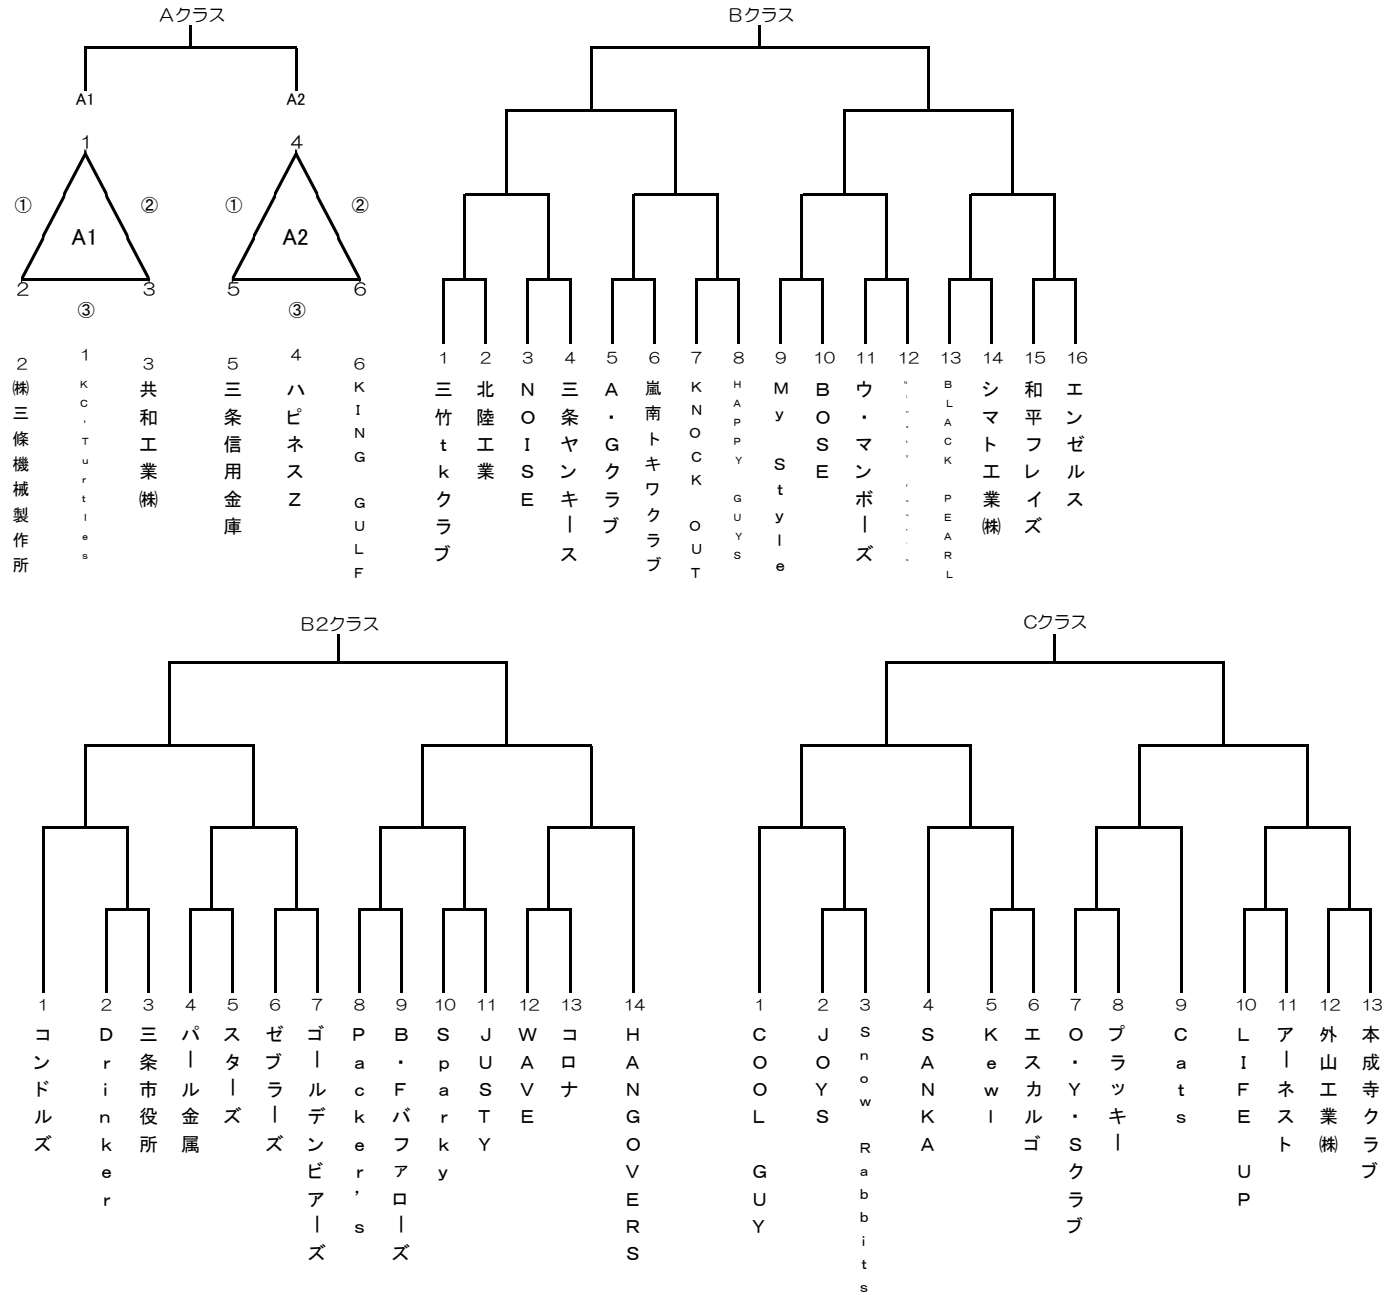 Aクラス
A1
A2
1
①
②
A1
2
3
③
4
①
②
A2
5
6
③
2 ㈱三條機械製作所
1 KC,Turtles
3 共和工業㈱
5 三条信用金庫
4 ハピネスZ
6 KING GULF
Bクラス
1 三竹tkクラブ
2 北陸工業
3 NOISE
4 三条ヤンキース
5 A・Gクラブ
6 嵐南トキワクラブ
7 KNOCK OUT
8 HAPPY GUYS
9 My Style
10 BOSE
11 ウ・マンボーズ
12
13 BLACK PEARL
14 シマト工業㈱
15 和平フレイズ
16 エンゼルス
B2クラス
1 コンドルズ
2 Drinker
3 三条市役所
4 パール金属
5 スターズ
6 ゼブラーズ
7 ゴールデンビアーズ
8 Packer's
9 B・Fバファローズ
10 Sparky
11 JUSTY
12 WAVE
13 コロナ
14 HANGOVERS
Cクラス
1 COOL GUY
2 JOYS
3 Snow Rabbits
4 SANKA
5 Kewl
6 エスカルゴ
7 O・Y・Sクラブ
8 プラッキー
9 Cats
10 LIFE UP
11 アーネスト
12 外山工業㈱
13 本成寺クラブ